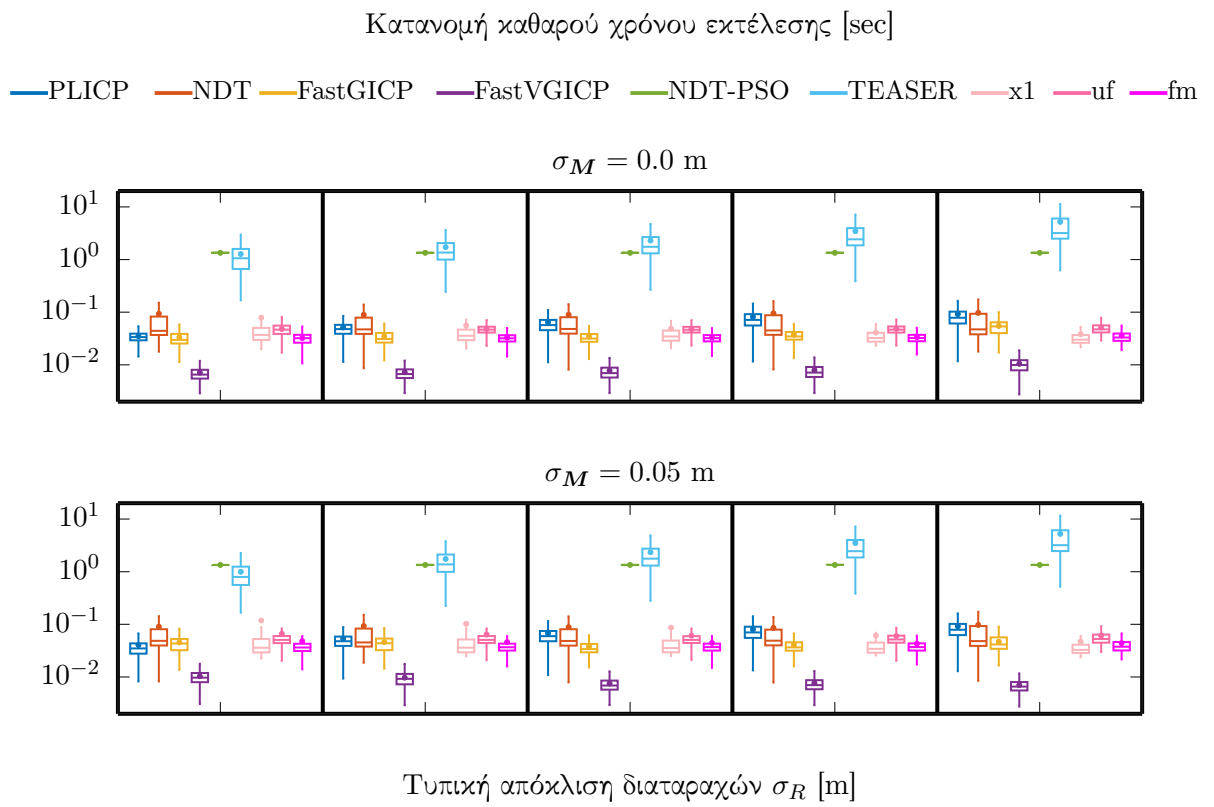 Κατανομή καθαρού χρόνου εκτέλεσης [sec]
PLICP NDT FastGICP FastVGICP NDT-PSO TEASER x1 uf fm
σ_M = 0.0 m
10^1
10^0
10^−1
10^−2
σ_M = 0.05 m
10^1
10^0
10^−1
10^−2
Τυπική απόκλιση διαταραχών σ_R [m]